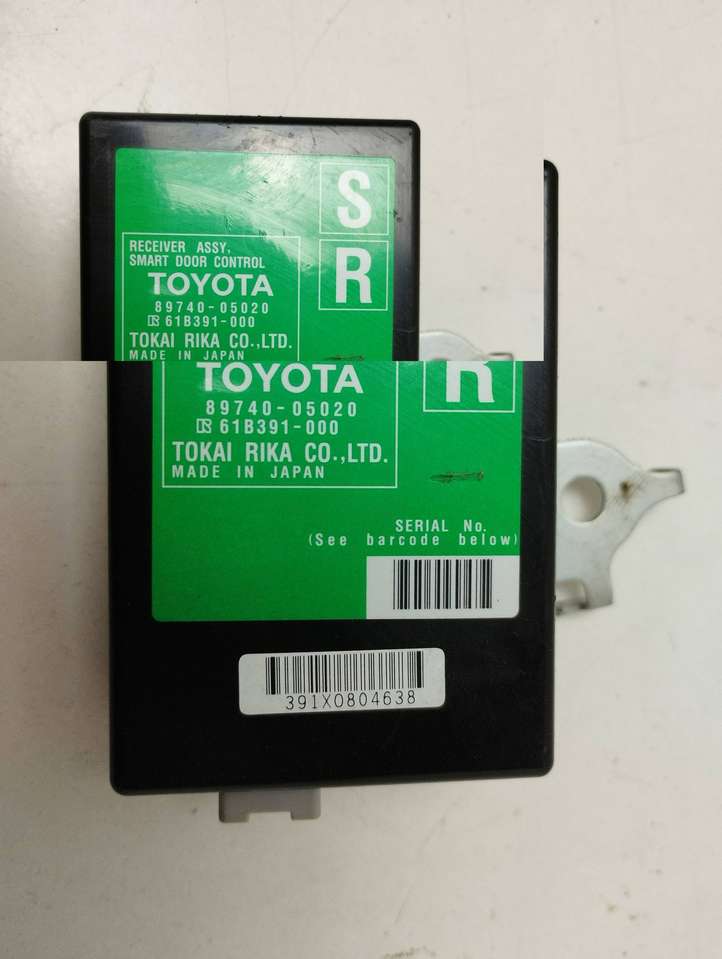 S
R
RECEIVER ASSY,
SMART DOOR CONTROL
TOYOTA
89740-05020
61B391-000
TOKAI RIKA CO.,LTD.
MADE IN JAPAN
TOYOTA
R
89740-05020
61B391-000
TOKAI RIKA CO.,LTD.
MADE IN JAPAN
SERIAL No.
(See barcode below)
391X0804638